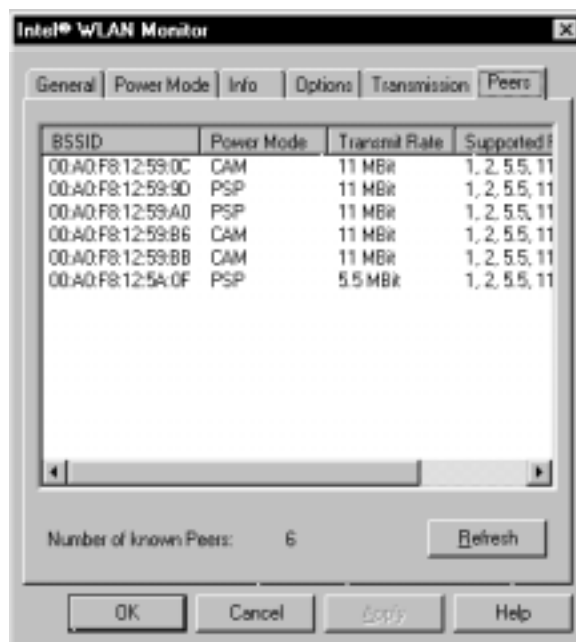 Intel® WLAN Monitor
General Power Mode Info Options Transmission Peers
BSSID Power Mode Transmit Rate Supported R
00:A0:F8:12:59:0C CAM 11 MBit 1, 2, 5.5, 11
00:A0:F8:12:59:9D PSP 11 MBit 1, 2, 5.5, 11
00:A0:F8:12:59:A0 PSP 11 MBit 1, 2, 5.5, 11
00:A0:F8:12:59:B6 CAM 11 MBit 1, 2, 5.5, 11
00:A0:F8:12:59:BB CAM 11 MBit 1, 2, 5.5, 11
00:A0:F8:12:5A:0F PSP 5.5 MBit 1, 2, 5.5, 11
Number of known Peers: 6 Refresh
OK Cancel Apply Help